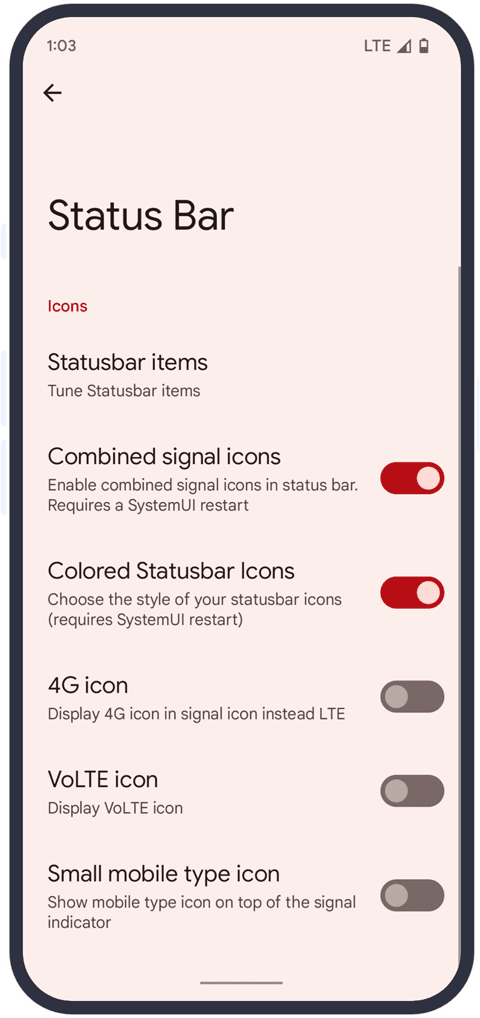 1:03 LTE
Status Bar
Icons
Statusbar items
Tune Statusbar items
Combined signal icons
Enable combined signal icons in status bar.
Requires a SystemUI restart
Colored Statusbar Icons
Choose the style of your statusbar icons
(requires SystemUI restart)
4G icon
Display 4G icon in signal icon instead LTE
VoLTE icon
Display VoLTE icon
Small mobile type icon
Show mobile type icon on top of the signal
indicator